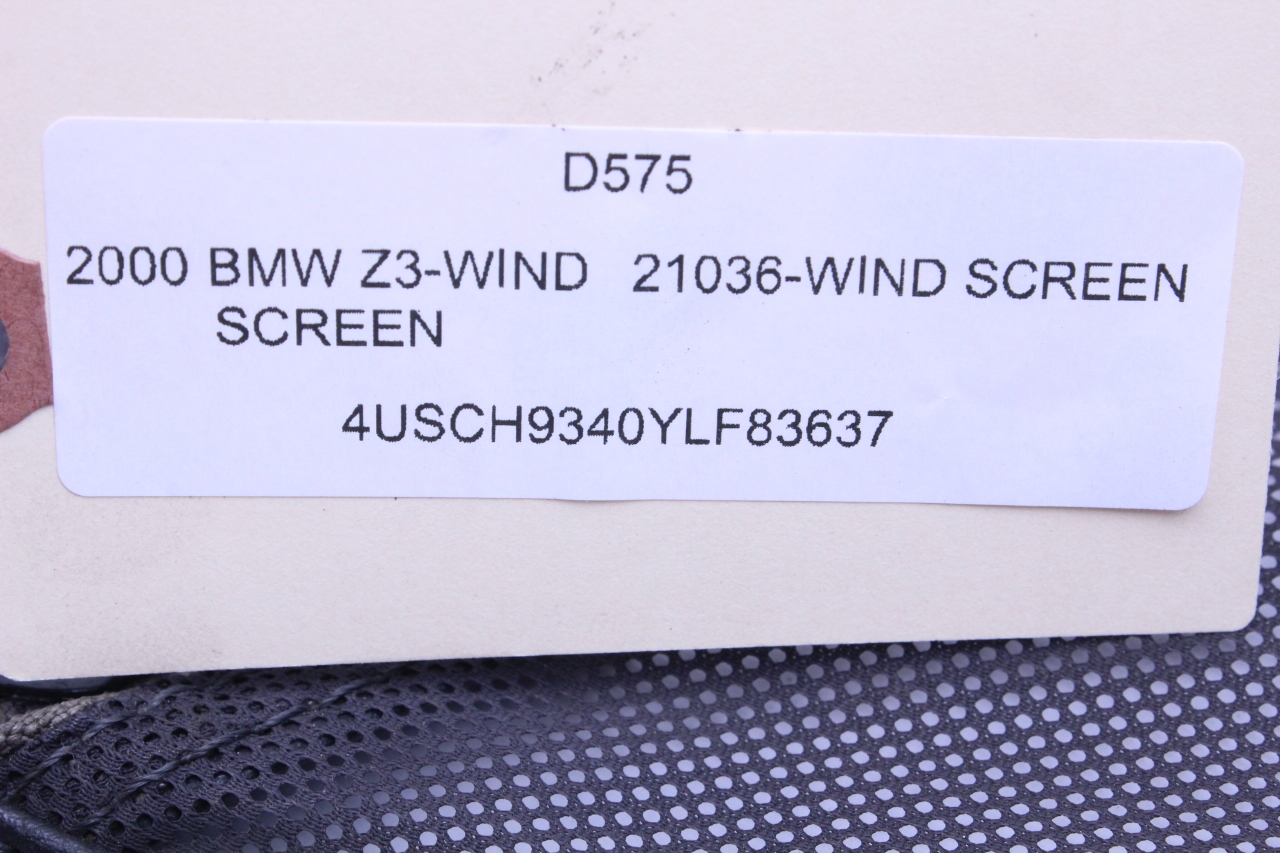 D575
2000 BMW Z3-WIND 21036-WIND SCREEN
SCREEN
4USCH9340YLF83637